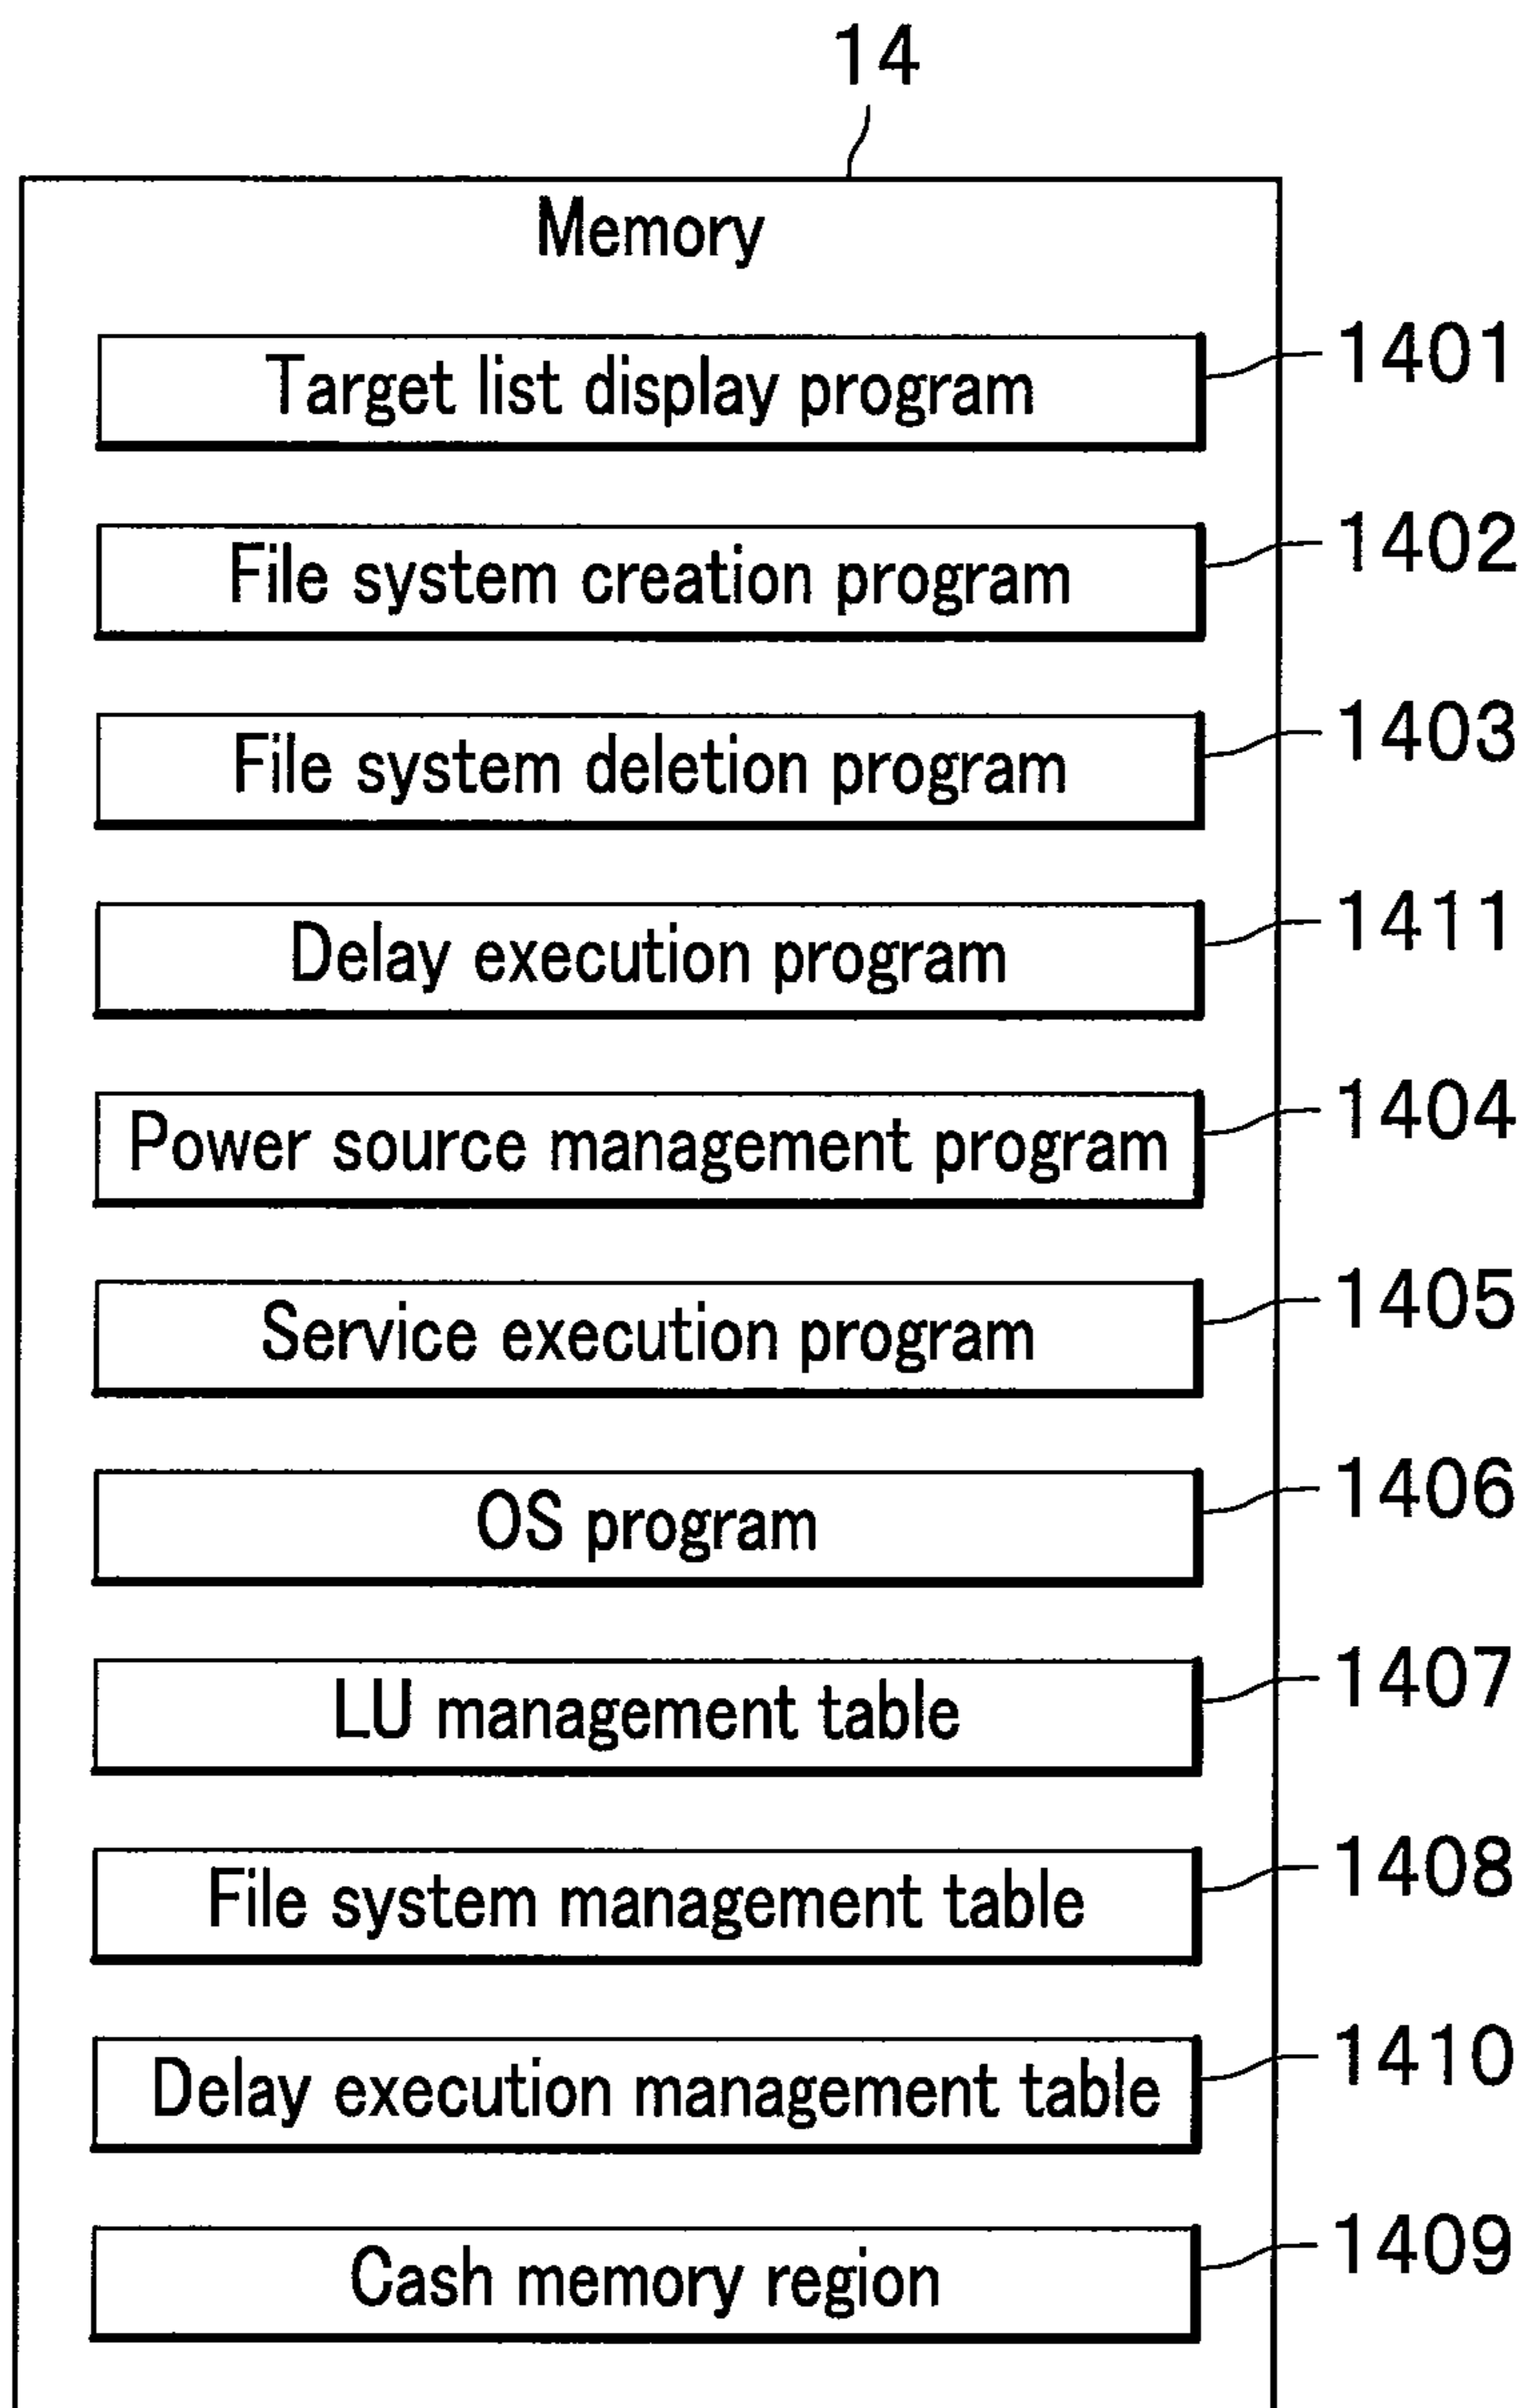 14
Memory
Target list display program 1401
File system creation program 1402
File system deletion program 1403
Delay execution program 1411
Power source management program 1404
Service execution program 1405
OS program 1406
LU management table 1407
File system management table 1408
Delay execution management table 1410
Cash memory region 1409